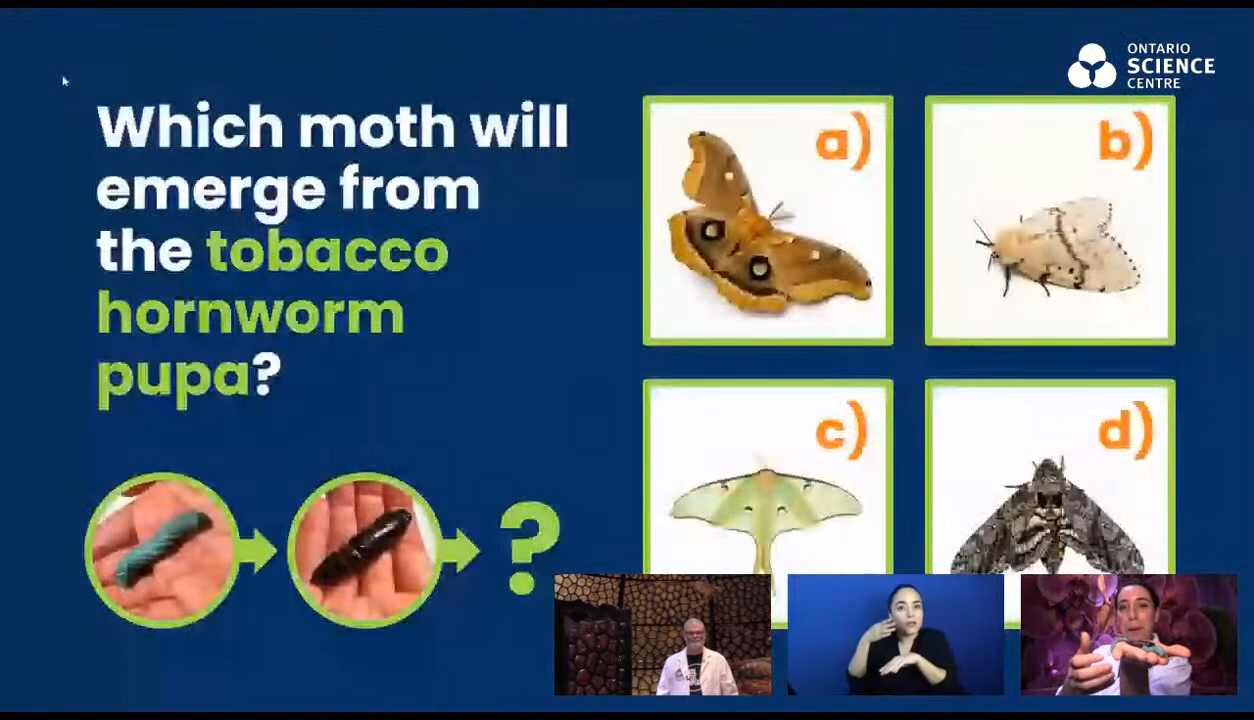 ONTARIO
SCIENCE
CENTRE
Which moth will
emerge from
the tobacco
hornworm
pupa?
?
a)
b)
c)
d)